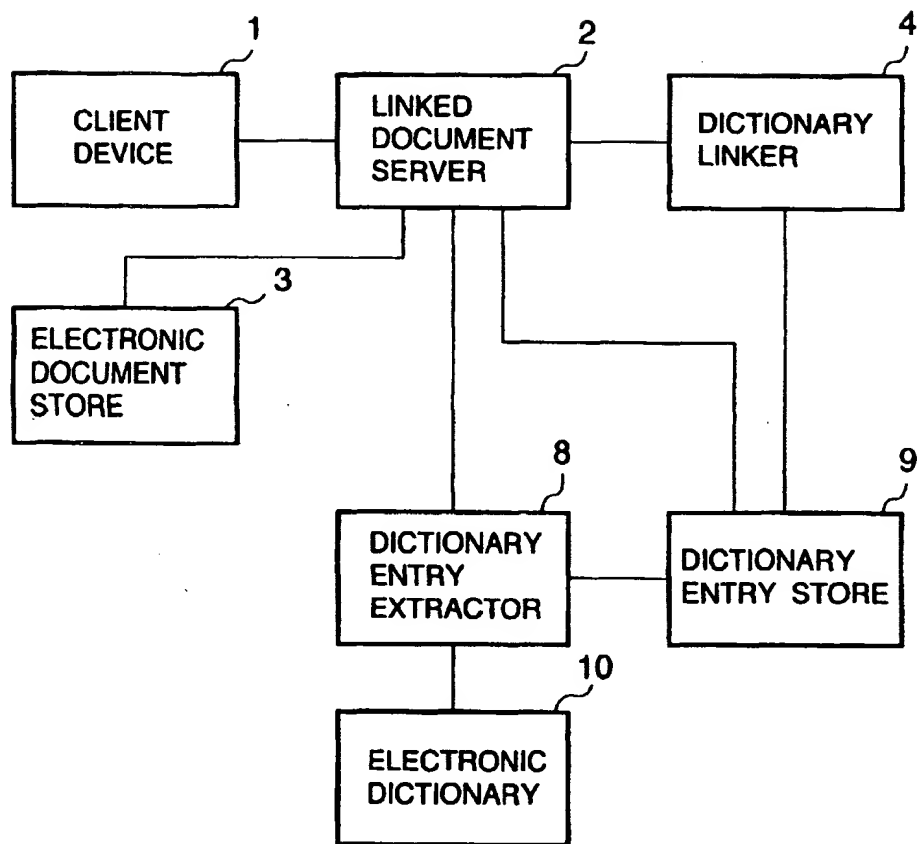 1
2
4
CLIENT
DEVICE
LINKED
DOCUMENT
SERVER
DICTIONARY
LINKER
3
ELECTRONIC
DOCUMENT
STORE
8
9
DICTIONARY
ENTRY
EXTRACTOR
DICTIONARY
ENTRY STORE
10
ELECTRONIC
DICTIONARY